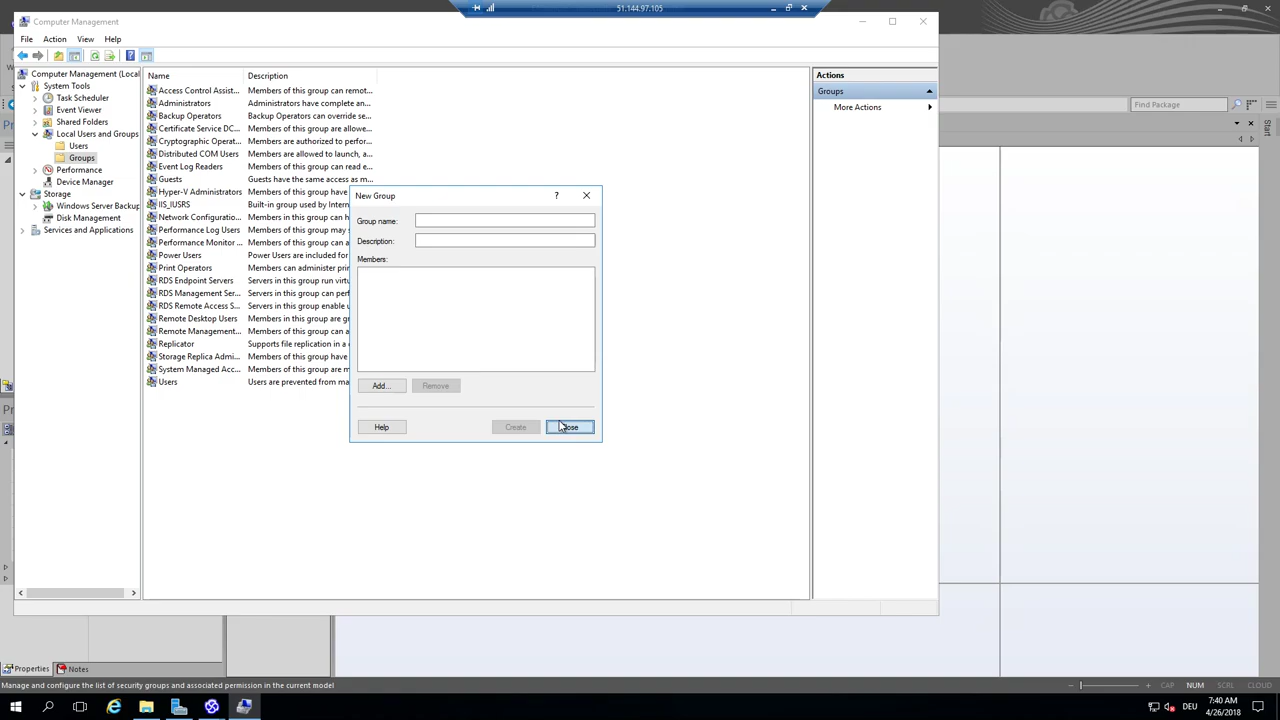 51.144.97.105
Computer Management
File Action View Help
Computer Management (Local
System Tools
Task Scheduler
Event Viewer
Shared Folders
Local Users and Groups
Users
Groups
Performance
Device Manager
Storage
Windows Server Backup
Disk Management
Services and Applications
Name Description
Access Control Assist... Members of this group can remot...
Administrators Administrators have complete an...
Backup Operators Backup Operators can override se...
Certificate Service DC... Members of this group are allowe...
Cryptographic Operat... Members are authorized to perfor...
Distributed COM Users Members are allowed to launch, a...
Event Log Readers Members of this group can read e...
Guests Guests have the same access as m...
Hyper-V Administrators Members of this group have
IIS_IUSRS Built-in group used by Intern
Network Configuratio... Members in this group can h
Performance Log Users Members of this group may s
Performance Monitor ... Members of this group can a
Power Users Power Users are included for
Print Operators Members can administer prin
RDS Endpoint Servers Servers in this group run virtu
RDS Management Ser... Servers in this group can perf
RDS Remote Access S... Servers in this group enable u
Remote Desktop Users Members in this group are gr
Remote Management... Members of this group can a
Replicator Supports file replication in a d
Storage Replica Admi... Members of this group have
System Managed Acc... Members of this group are m
Users Users are prevented from ma
New Group
Group name:
Description:
Members:
Add... Remove
Help Create Close
Actions
Groups
More Actions
Find Package
Start
Properties Notes
Manage and configure the list of security groups and associated permission in the current model
CAP NUM SCRL CLOUD
DEU
7:40 AM
4/26/2018